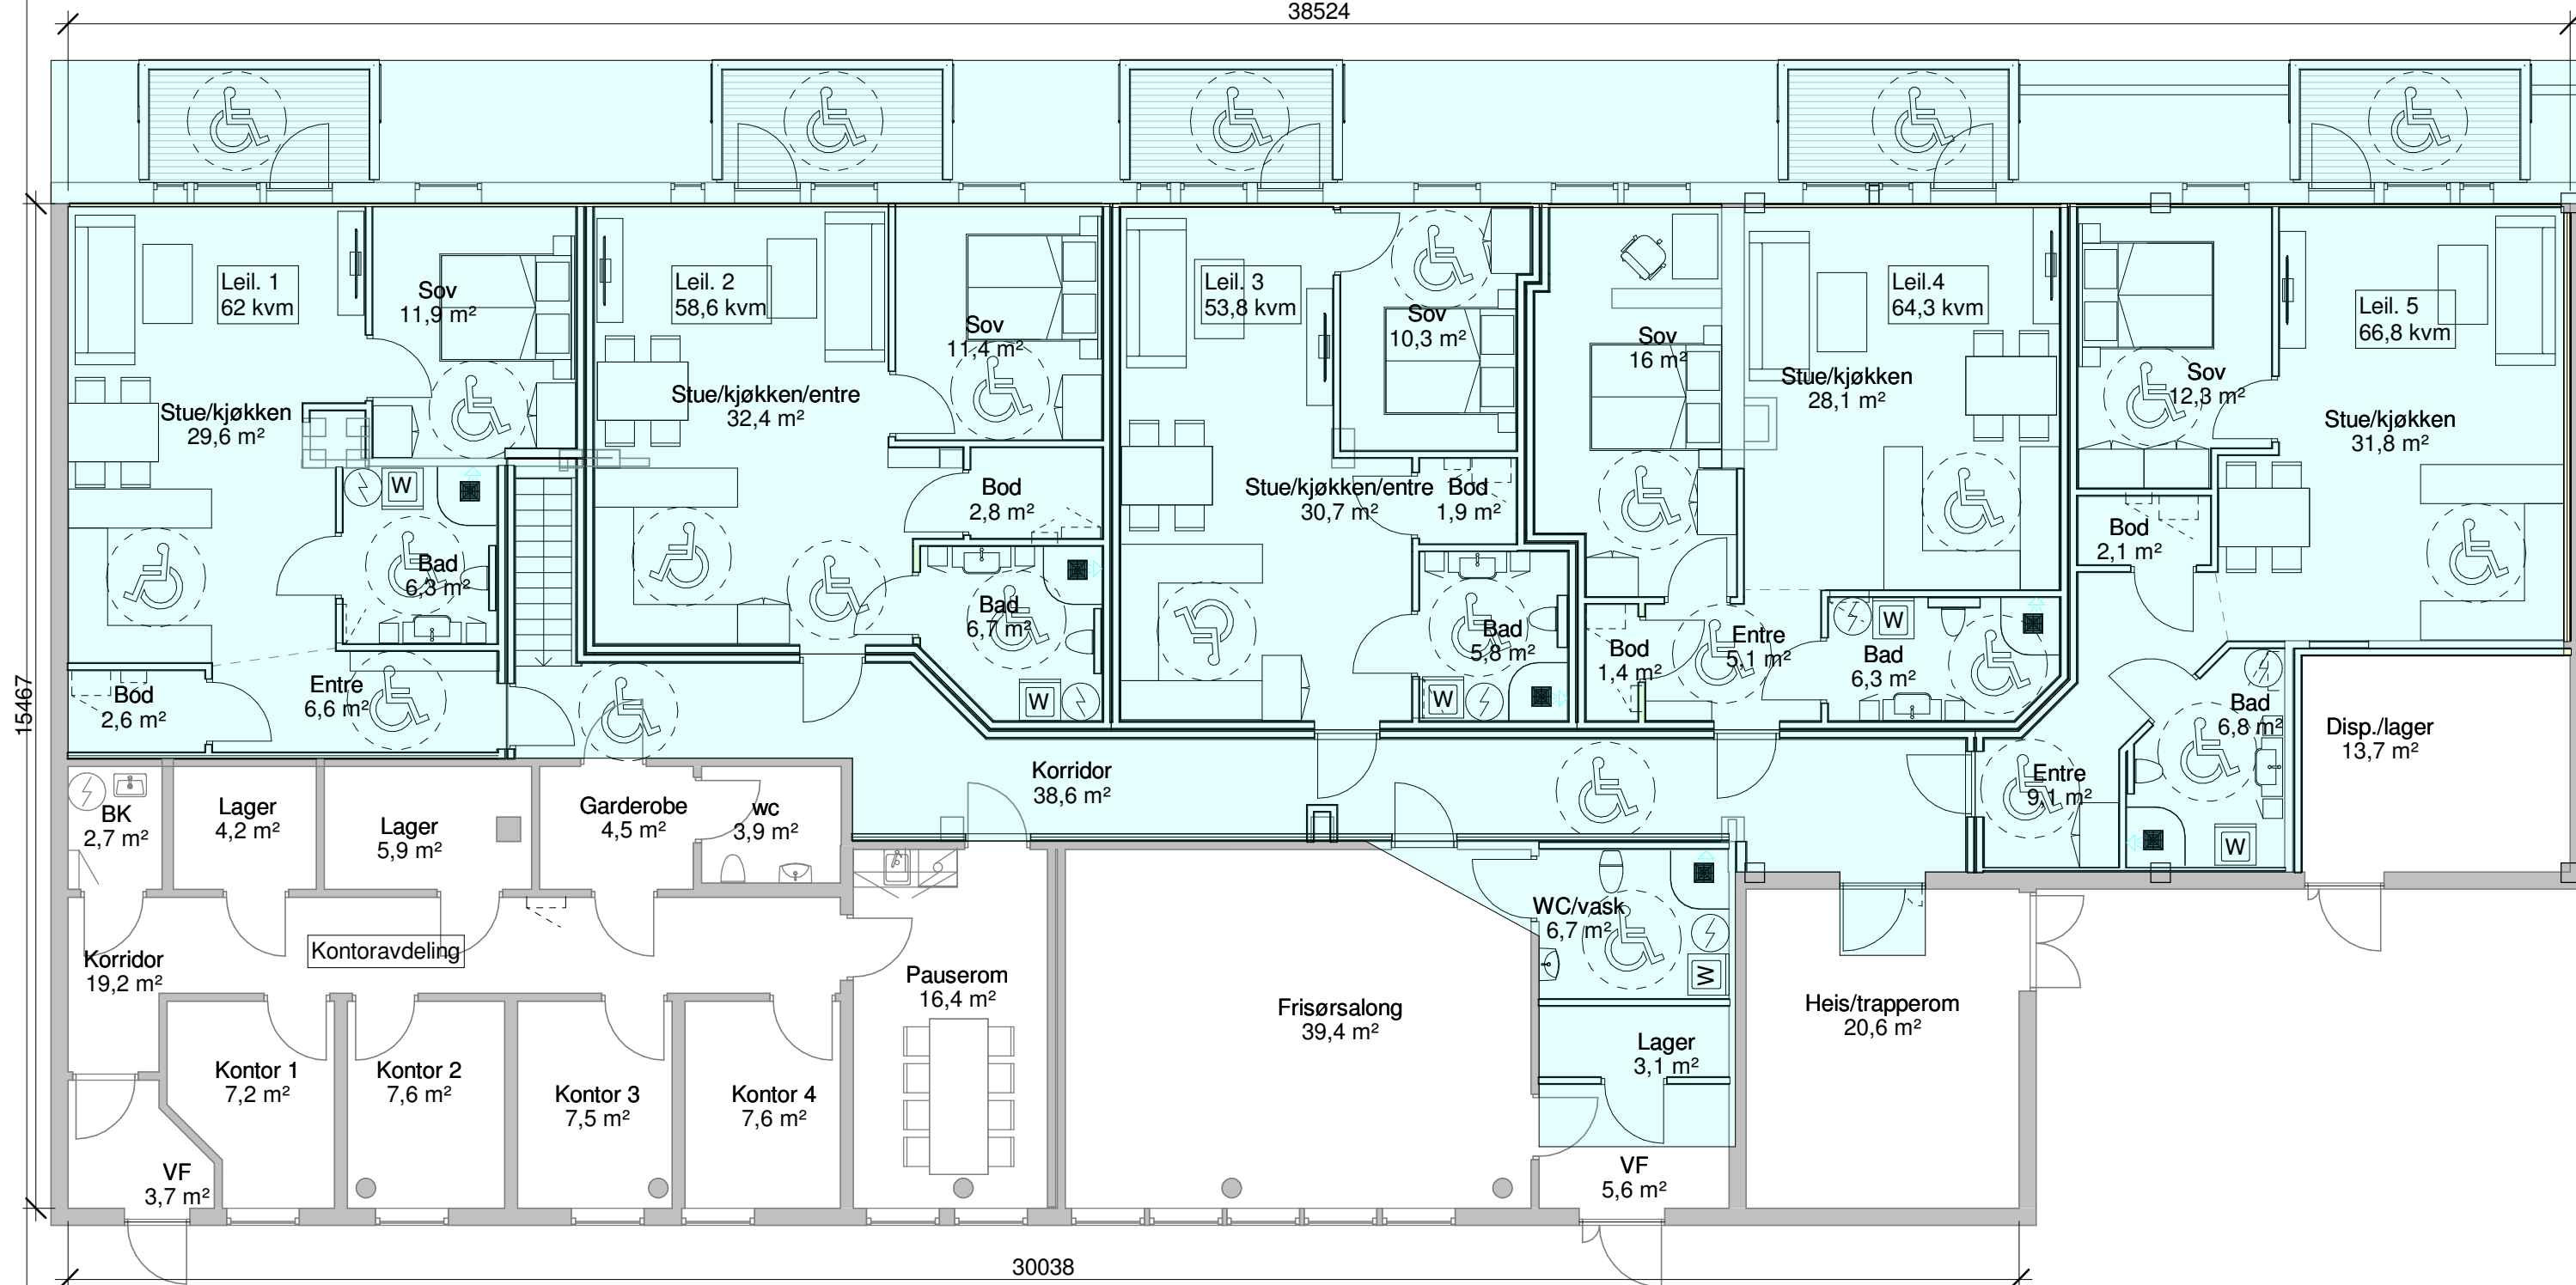 38524
15467
Leil. 1
62 kvm
Sov
11,9 m²
Stue/kjøkken
29,6 m²
W
Bad
6,3 m²
Bod
2,6 m²
Entre
6,6 m²
Leil. 2
58,6 kvm
Sov
11,4 m²
Stue/kjøkken/entre
32,4 m²
Bod
2,8 m²
Bad
6,7 m²
W
Leil. 3
53,8 kvm
Sov
10,3 m²
Stue/kjøkken/entre
30,7 m²
Bod
1,9 m²
Bad
5,8 m²
W
Leil.4
64,3 kvm
Sov
16 m²
Stue/kjøkken
28,1 m²
Bod
1,4 m²
Entre
5,1 m²
W
Bad
6,3 m²
Leil. 5
66,8 kvm
Sov
12,3 m²
Stue/kjøkken
31,8 m²
Bod
2,1 m²
Bad
6,8 m²
W
Entre
9,1 m²
Disp./lager
13,7 m²
Korridor
38,6 m²
BK
2,7 m²
Lager
4,2 m²
Lager
5,9 m²
Garderobe
4,5 m²
wc
3,9 m²
Kontoravdeling
Korridor
19,2 m²
Pauserom
16,4 m²
Kontor 1
7,2 m²
Kontor 2
7,6 m²
Kontor 3
7,5 m²
Kontor 4
7,6 m²
VF
3,7 m²
Frisørsalong
39,4 m²
WC/vask
6,7 m²
W
Lager
3,1 m²
VF
5,6 m²
Heis/trapperom
20,6 m²
30038